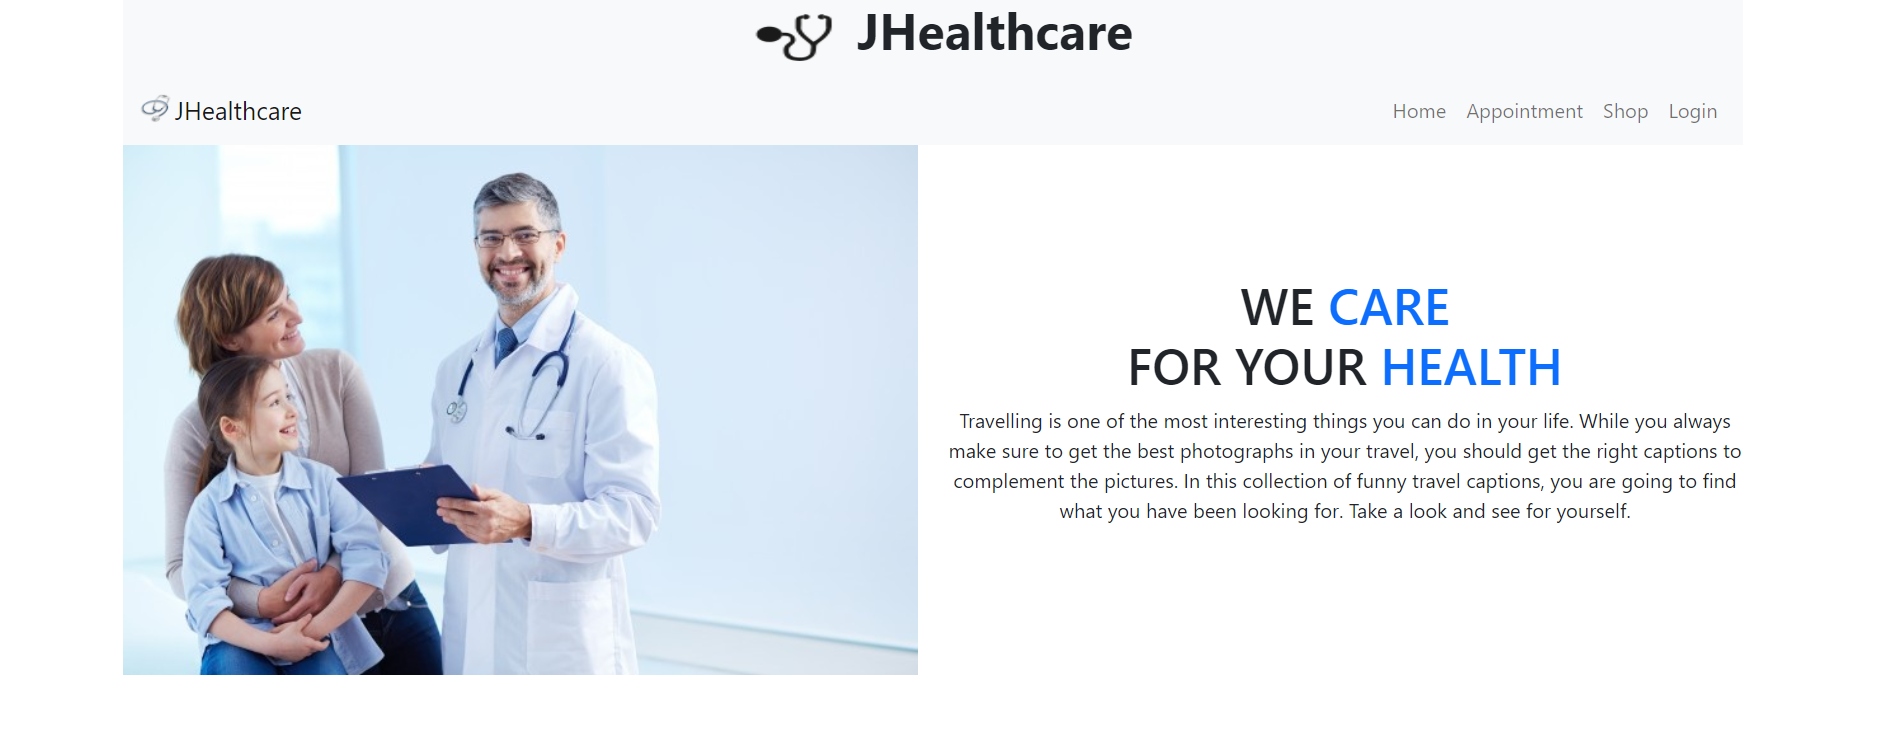 JHealthcare
JHealthcare
Home Appointment Shop Login
WE CARE
FOR YOUR HEALTH
Travelling is one of the most interesting things you can do in your life. While you always
make sure to get the best photographs in your travel, you should get the right captions to
complement the pictures. In this collection of funny travel captions, you are going to find
what you have been looking for. Take a look and see for yourself.